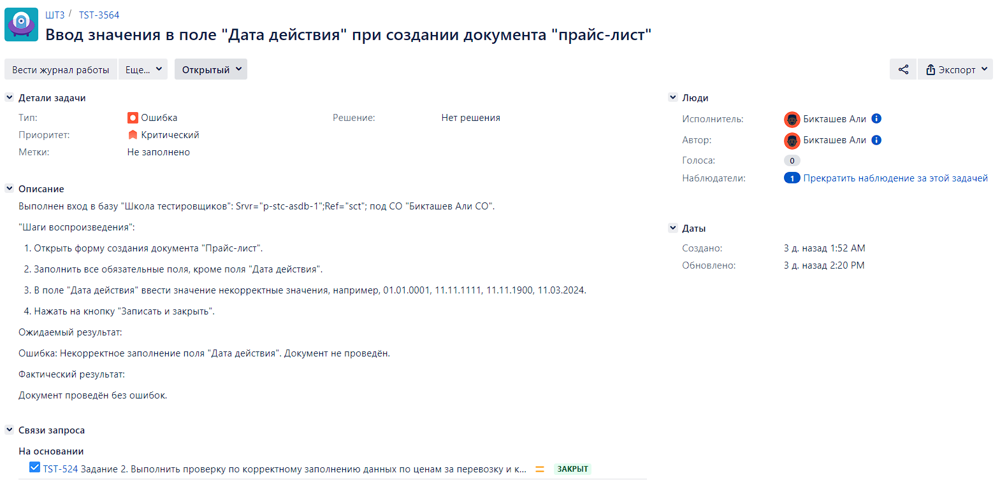 ШТЗ / TST-3564
Ввод значения в поле "Дата действия" при создании документа "прайс-лист"
Вести журнал работы Еще... Открытый Экспорт
Детали задачи
Тип: Ошибка Решение: Нет решения
Приоритет: Критический
Метки: Не заполнено
Описание
Выполнен вход в базу "Школа тестировщиков": Srvr="p-stc-asdb-1";Ref="sct"; под СО "Бикташев Али СО".
"Шаги воспроизведения":
1. Открыть форму создания документа "Прайс-лист".
2. Заполнить все обязательные поля, кроме поля "Дата действия".
3. В поле "Дата действия" ввести значение некорректные значения, например, 01.01.0001, 11.11.1111, 11.11.1900, 11.03.2024.
4. Нажать на кнопку "Записать и закрыть".
Ожидаемый результат:
Ошибка: Некорректное заполнение поля "Дата действия". Документ не проведён.
Фактический результат:
Документ проведён без ошибок.
Связи запроса
На основании
TST-524 Задание 2. Выполнить проверку по корректному заполнению данных по ценам за перевозку и к... ЗАКРЫТ
Люди
Исполнитель: Бикташев Али
Автор: Бикташев Али
Голоса: 0
Наблюдатели: 1 Прекратить наблюдение за этой задачей
Даты
Создано: 3 д. назад 1:52 AM
Обновлено: 3 д. назад 2:20 PM